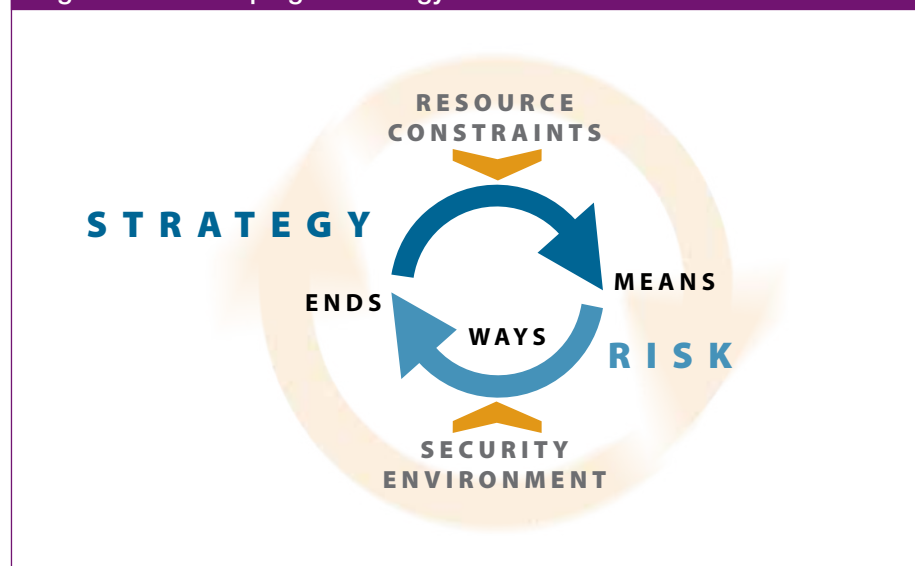 RESOURCE
CONSTRAINTS
STRATEGY
MEANS
ENDS
WAYS
RISK
SECURITY
ENVIRONMENT